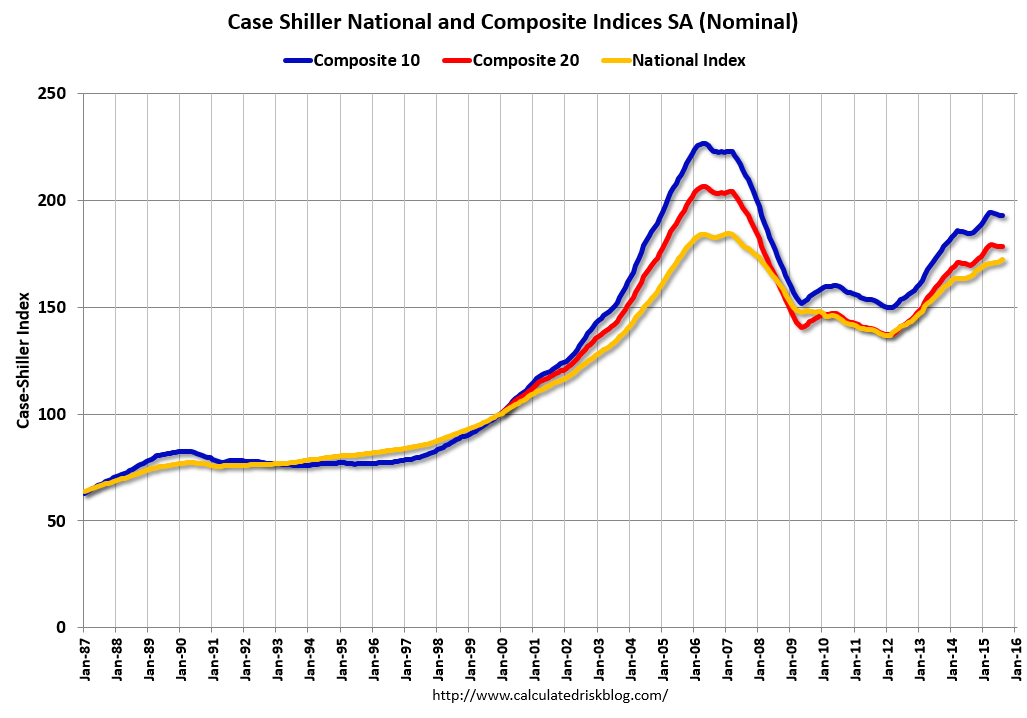 Case Shiller National and Composite Indices SA (Nominal)
Composite 10 Composite 20 National Index
250
200
150
100
50
0
Case-Shiller Index
Jan-87
Jan-88
Jan-89
Jan-90
Jan-91
Jan-92
Jan-93
Jan-94
Jan-95
Jan-96
Jan-97
Jan-98
Jan-99
Jan-00
Jan-01
Jan-02
Jan-03
Jan-04
Jan-05
Jan-06
Jan-07
Jan-08
Jan-09
Jan-10
Jan-11
Jan-12
Jan-13
Jan-14
Jan-15
Jan-16
http://www.calculatedriskblog.com/